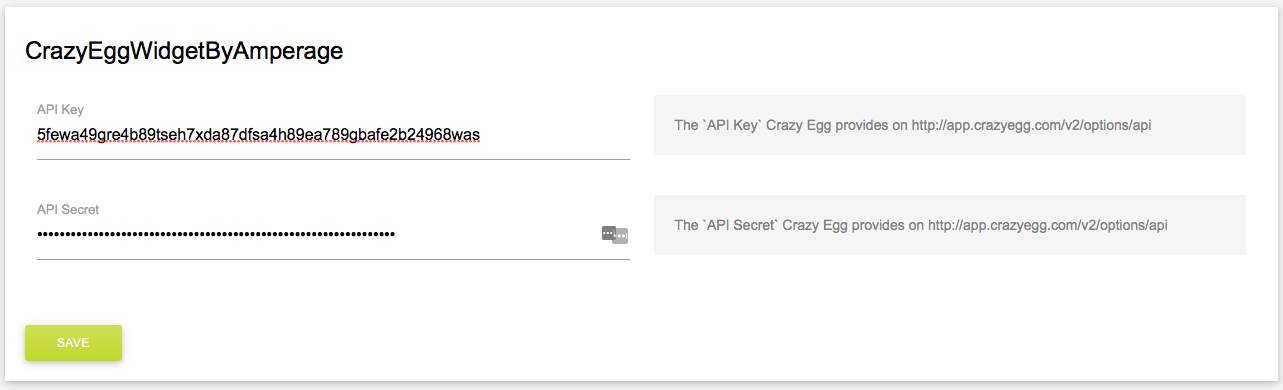 CrazyEggWidgetByAmperage
API Key
5fewa49gre4b89tseh7xda87dfsa4h89ea789gbafe2b24968was
The `API Key` Crazy Egg provides on http://app.crazyegg.com/v2/options/api
API Secret
••••••••••••••••••••••••••••••••••••••••••••••••••••••••••••••••
The `API Secret` Crazy Egg provides on http://app.crazyegg.com/v2/options/api
SAVE